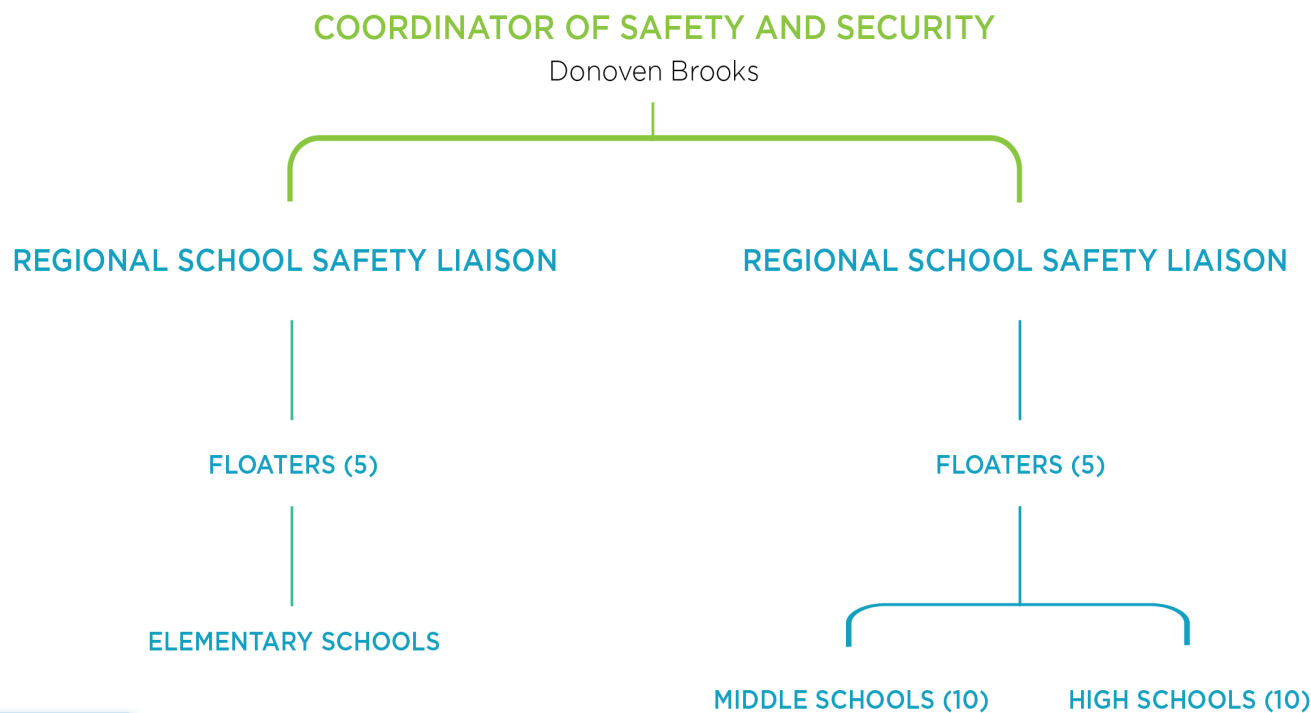 COORDINATOR OF SAFETY AND SECURITY
Donoven Brooks
REGIONAL SCHOOL SAFETY LIAISON
REGIONAL SCHOOL SAFETY LIAISON
FLOATERS (5)
FLOATERS (5)
ELEMENTARY SCHOOLS
MIDDLE SCHOOLS (10)
HIGH SCHOOLS (10)